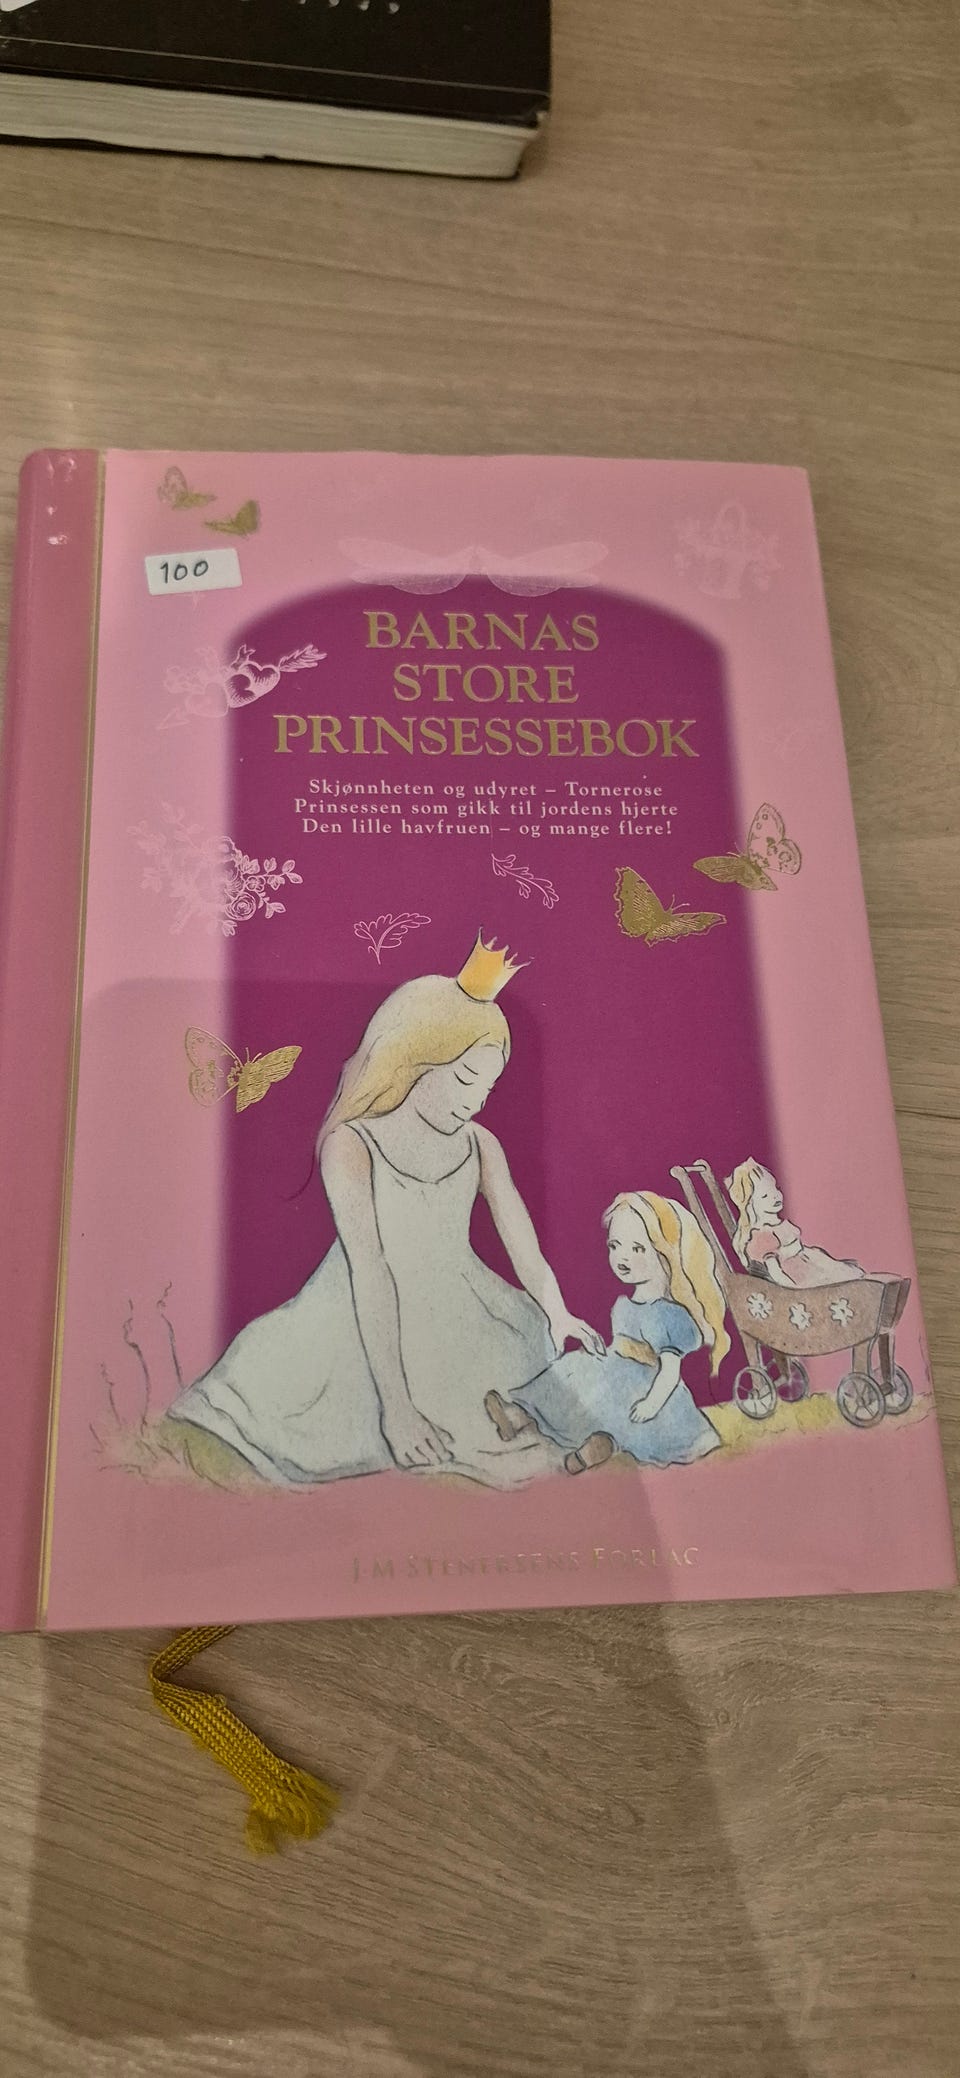 100
BARNAS
STORE
PRINSESSEBOK
Skjønnheten og udyret – Tornerose
Prinsessen som gikk til jordens hjerte
Den lille havfruen – og mange flere!
J.M STENERSENS FORLAG